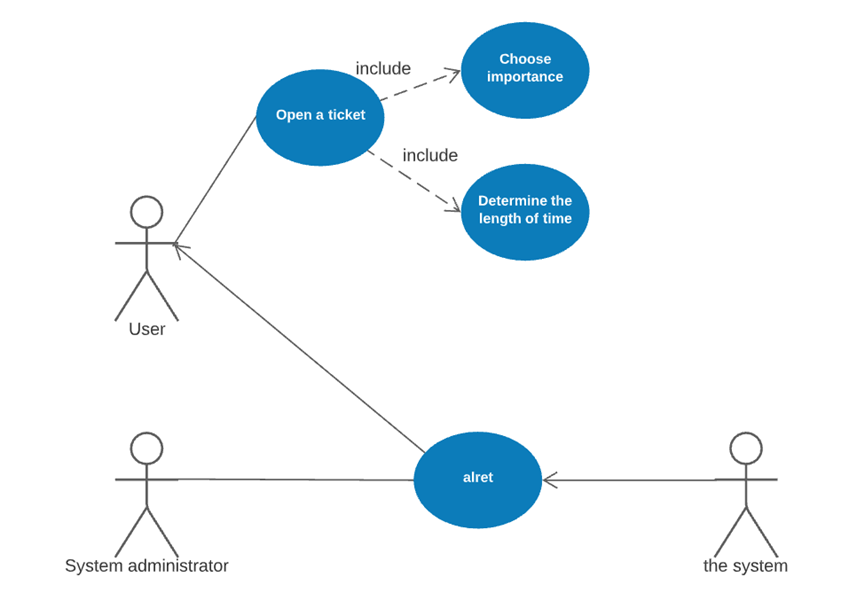 Choose
importance
include
Open a ticket
include
Determine the
length of time
User
alret
System administrator
the system